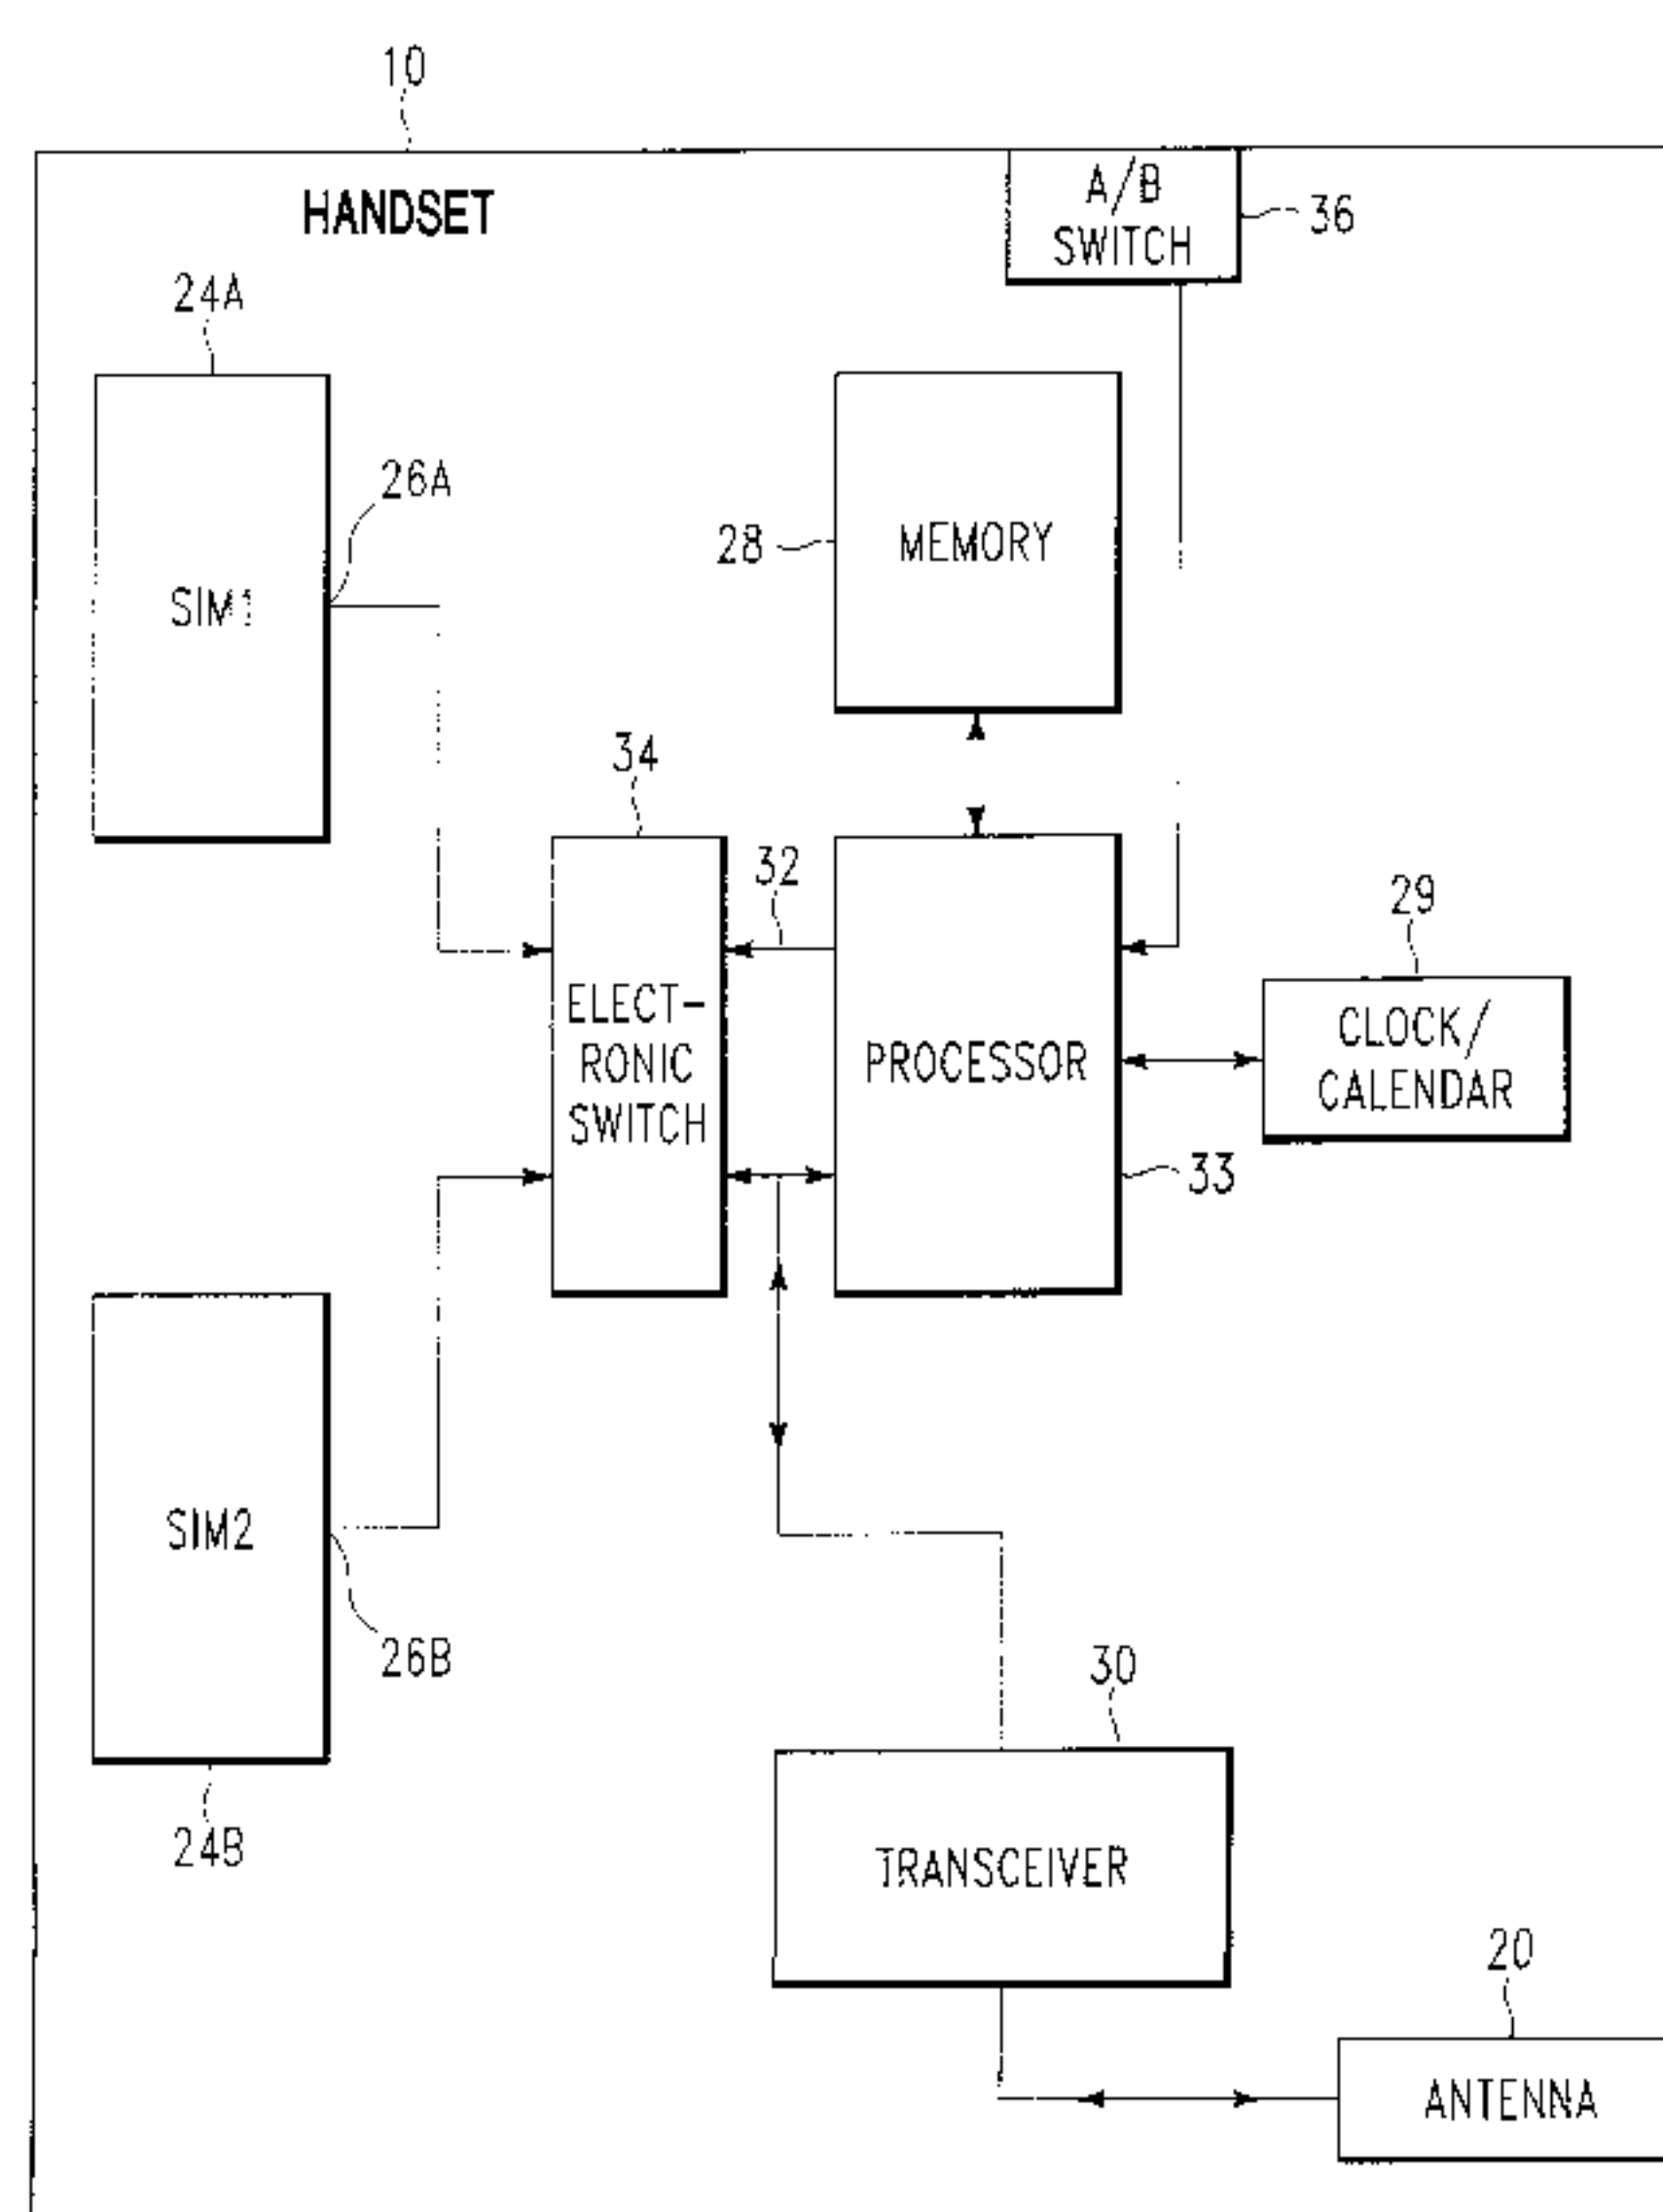 10
HANDSET
A/B
SWITCH
36
24A
26A
SIM1
28
MEMORY
34
32
29
ELECT-
RONIC
SWITCH
PROCESSOR
CLOCK/
CALENDAR
33
SIM2
26B
24B
30
TRANSCEIVER
20
ANTENNA